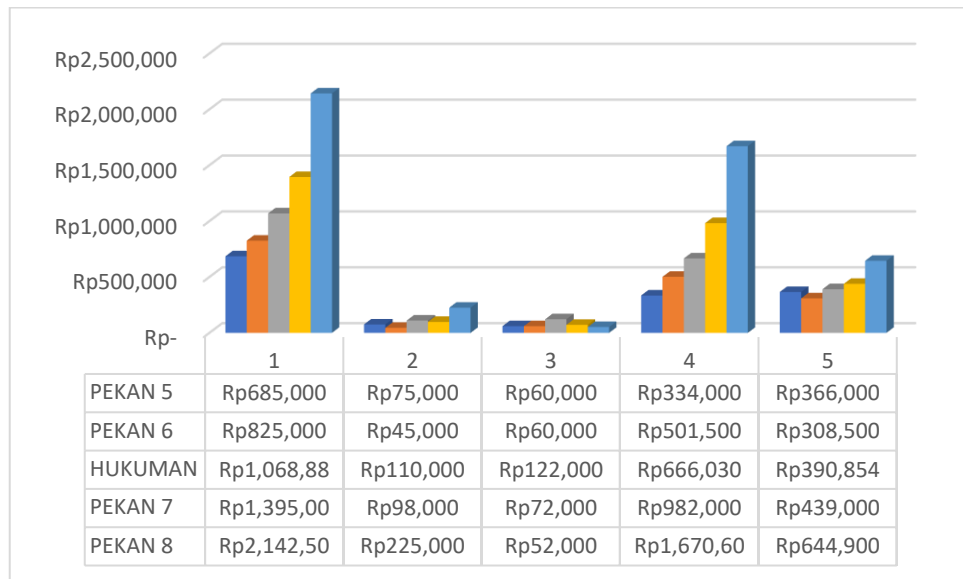 Rp2,500,000
Rp2,000,000
Rp1,500,000
Rp1,000,000
Rp500,000
Rp-
1 2 3 4 5
PEKAN 5 Rp685,000 Rp75,000 Rp60,000 Rp334,000 Rp366,000
PEKAN 6 Rp825,000 Rp45,000 Rp60,000 Rp501,500 Rp308,500
HUKUMAN Rp1,068,88 Rp110,000 Rp122,000 Rp666,030 Rp390,854
PEKAN 7 Rp1,395,00 Rp98,000 Rp72,000 Rp982,000 Rp439,000
PEKAN 8 Rp2,142,50 Rp225,000 Rp52,000 Rp1,670,60 Rp644,900